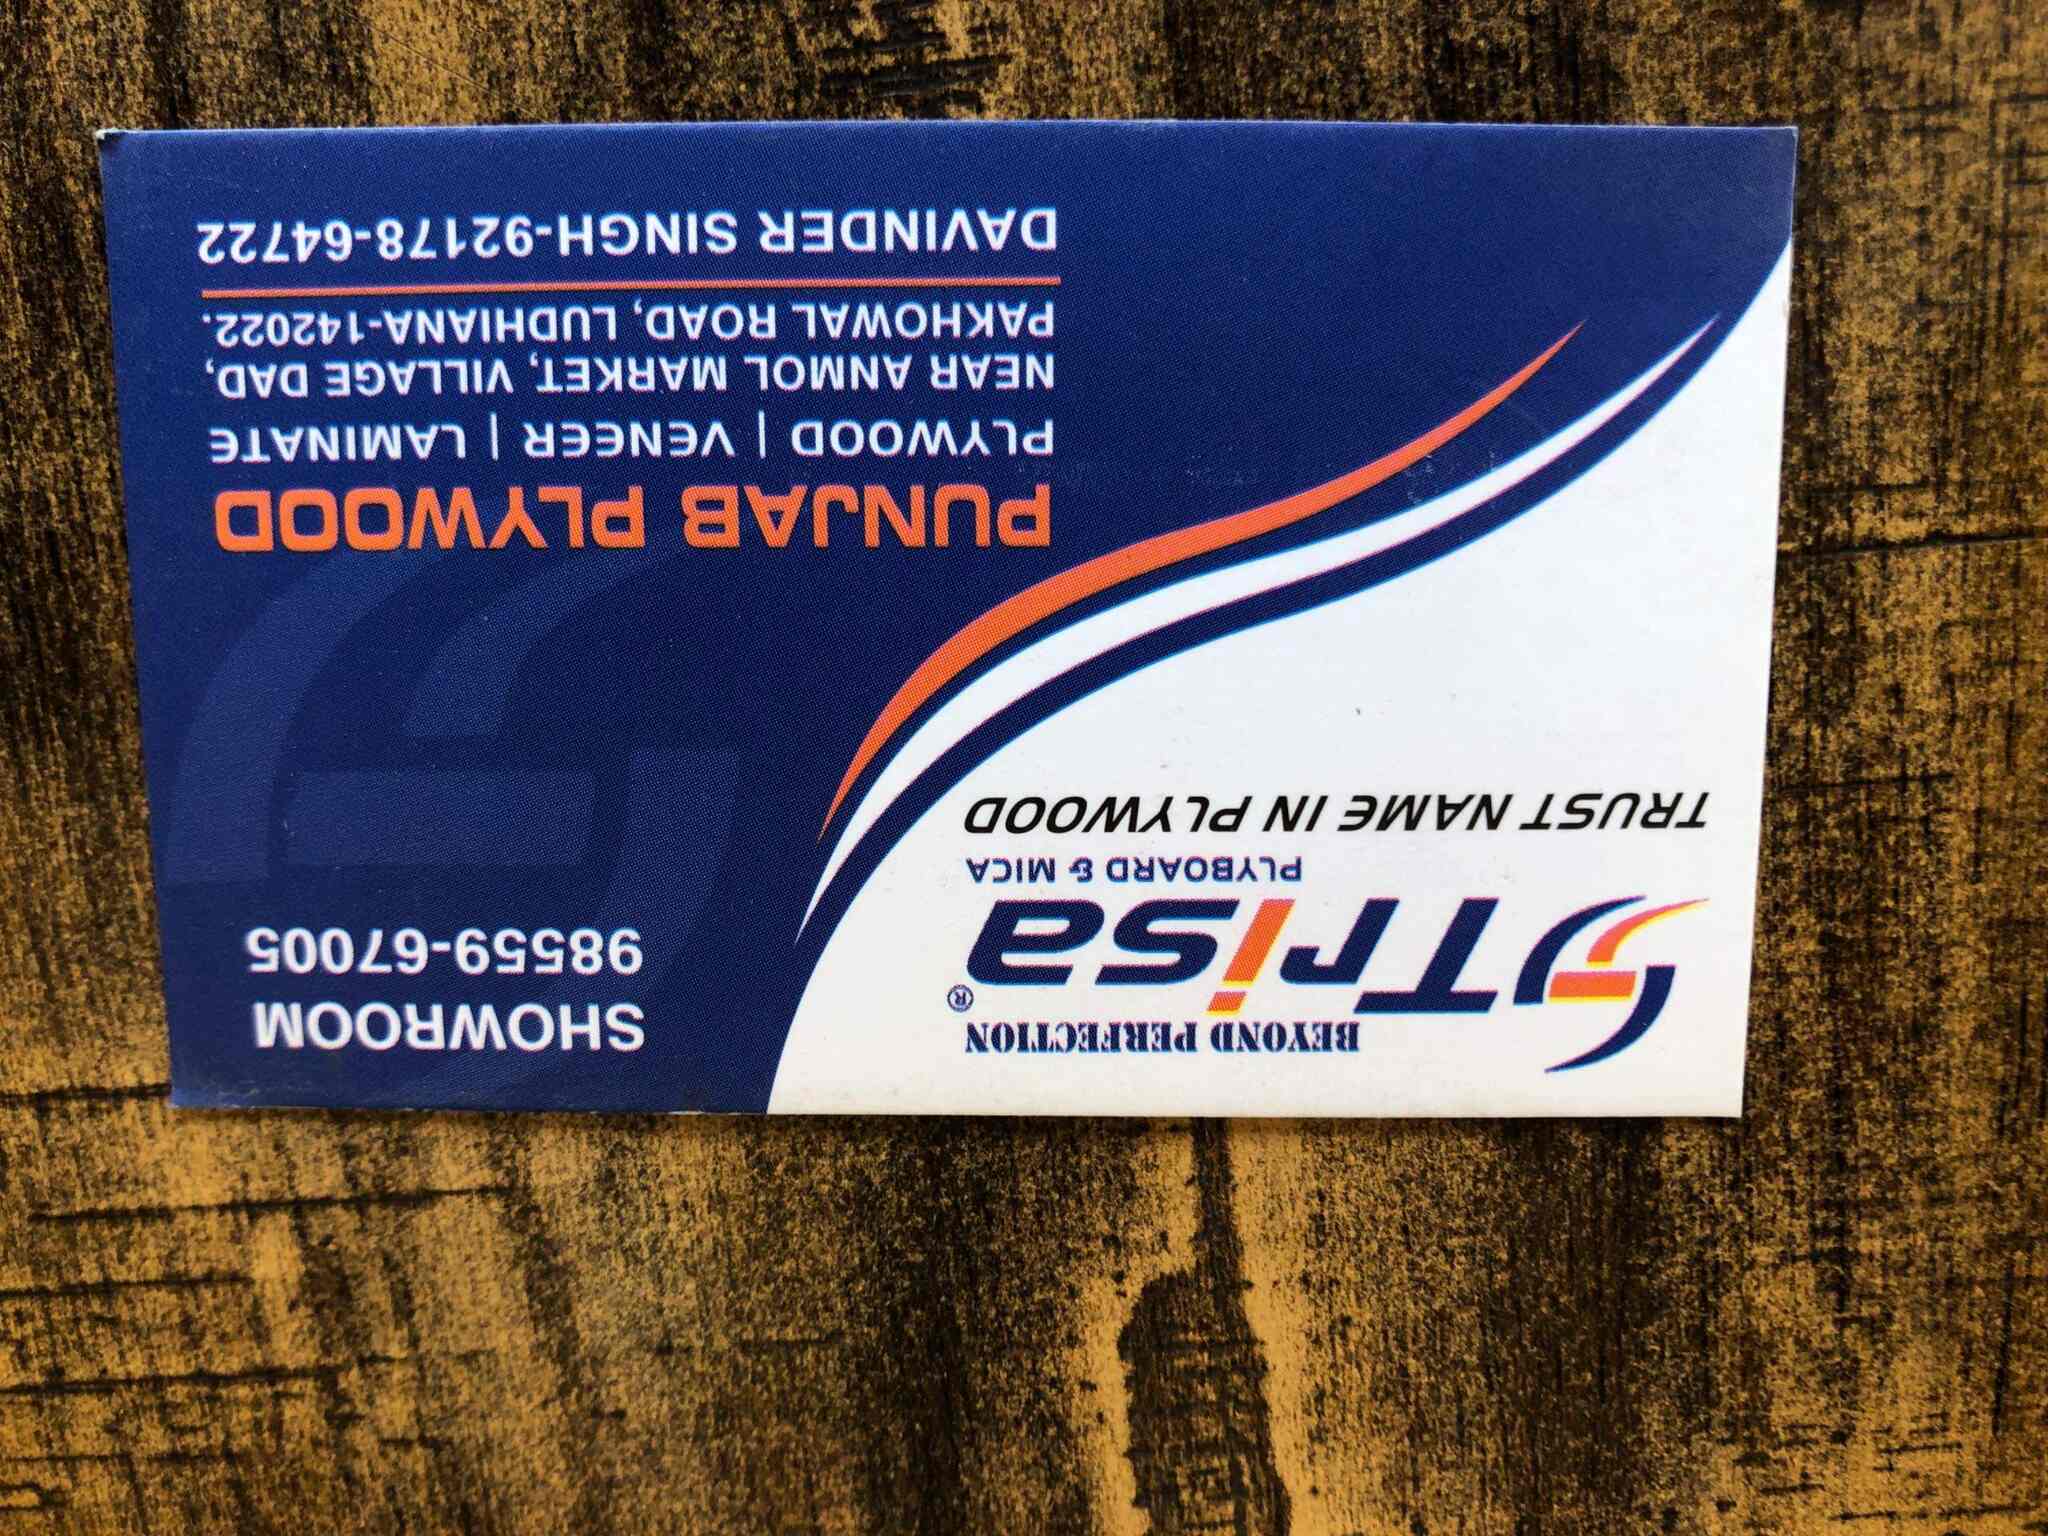 BEYOND PERFECTION
Trisa®
PLYBOARD & MICA
TRUST NAME IN PLYWOOD
SHOWROOM
98559-67005
PUNJAB PLYWOOD
PLYWOOD | VENEER | LAMINATE
NEAR ANMOL MARKET, VILLAGE DAD,
PAKHOWAL ROAD, LUDHIANA-142022.
DAVINDER SINGH-92178-64722